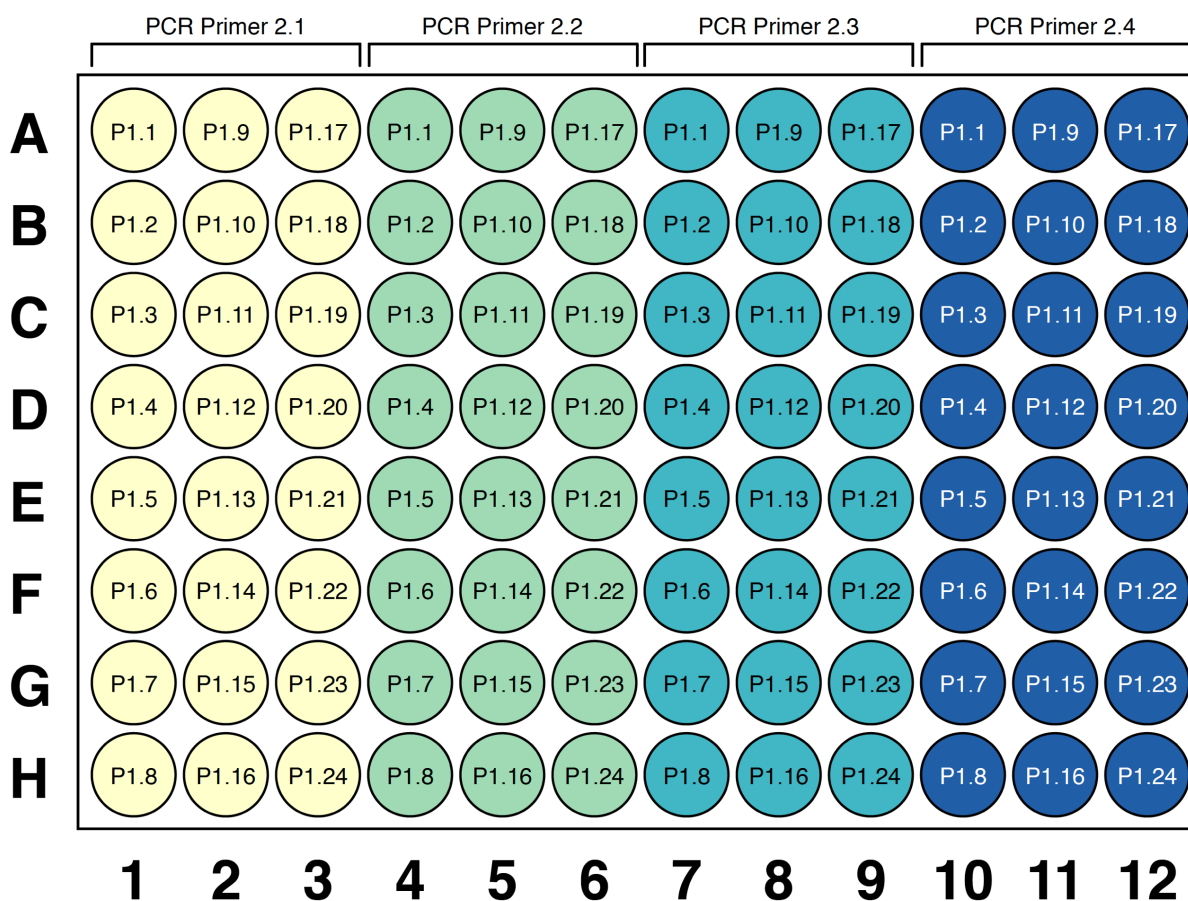 PCR Primer 2.1 PCR Primer 2.2 PCR Primer 2.3 PCR Primer 2.4
A P1.1 P1.9 P1.17 P1.1 P1.9 P1.17 P1.1 P1.9 P1.17 P1.1 P1.9 P1.17
B P1.2 P1.10 P1.18 P1.2 P1.10 P1.18 P1.2 P1.10 P1.18 P1.2 P1.10 P1.18
C P1.3 P1.11 P1.19 P1.3 P1.11 P1.19 P1.3 P1.11 P1.19 P1.3 P1.11 P1.19
D P1.4 P1.12 P1.20 P1.4 P1.12 P1.20 P1.4 P1.12 P1.20 P1.4 P1.12 P1.20
E P1.5 P1.13 P1.21 P1.5 P1.13 P1.21 P1.5 P1.13 P1.21 P1.5 P1.13 P1.21
F P1.6 P1.14 P1.22 P1.6 P1.14 P1.22 P1.6 P1.14 P1.22 P1.6 P1.14 P1.22
G P1.7 P1.15 P1.23 P1.7 P1.15 P1.23 P1.7 P1.15 P1.23 P1.7 P1.15 P1.23
H P1.8 P1.16 P1.24 P1.8 P1.16 P1.24 P1.8 P1.16 P1.24 P1.8 P1.16 P1.24
1 2 3 4 5 6 7 8 9 10 11 12